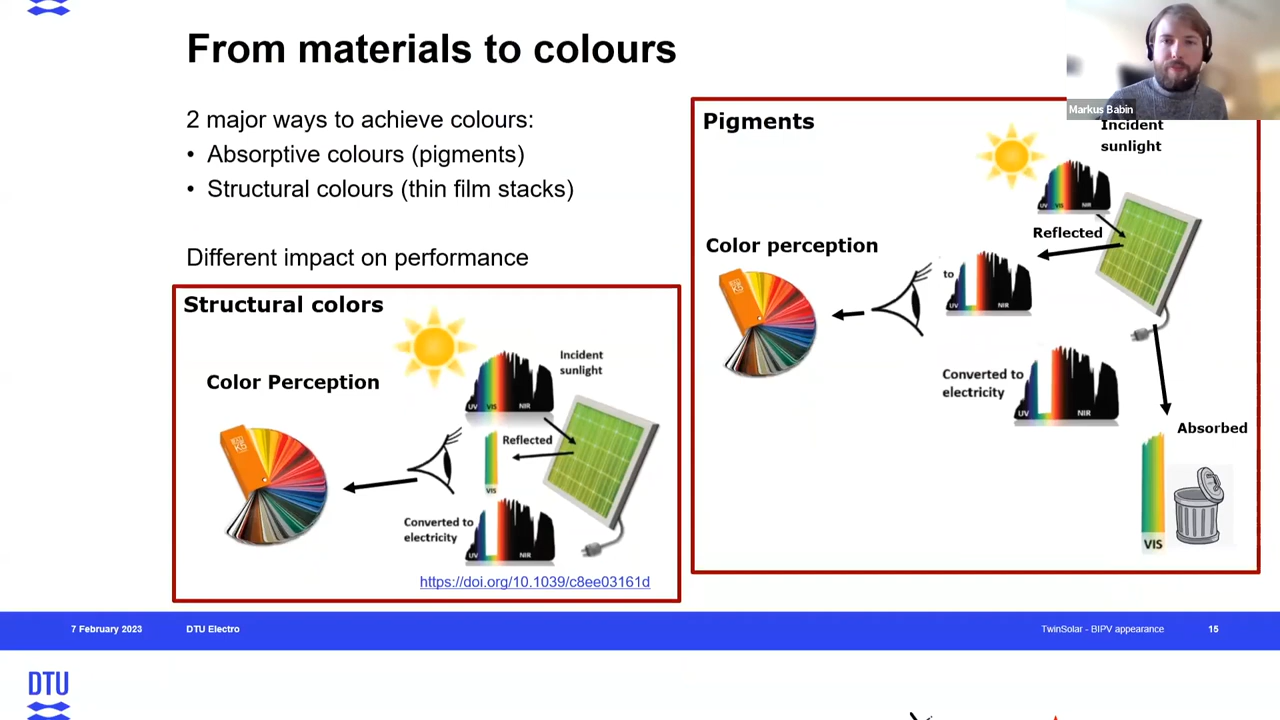 From materials to colours
Markus Babin
2 major ways to achieve colours:
• Absorptive colours (pigments)
• Structural colours (thin film stacks)
Different impact on performance
Structural colors
Incident
sunlight
Color Perception
UV VIS NIR
Reflected
VIS
Converted to
electricity
UV NIR
https://doi.org/10.1039/c8ee03161d
Pigments
Incident
sunlight
UV VIS NIR
Reflected
Color perception
to
UV NIR
Converted to
electricity
UV NIR
Absorbed
VIS
7 February 2023
DTU Electro
TwinSolar - BIPV appearance
15
DTU